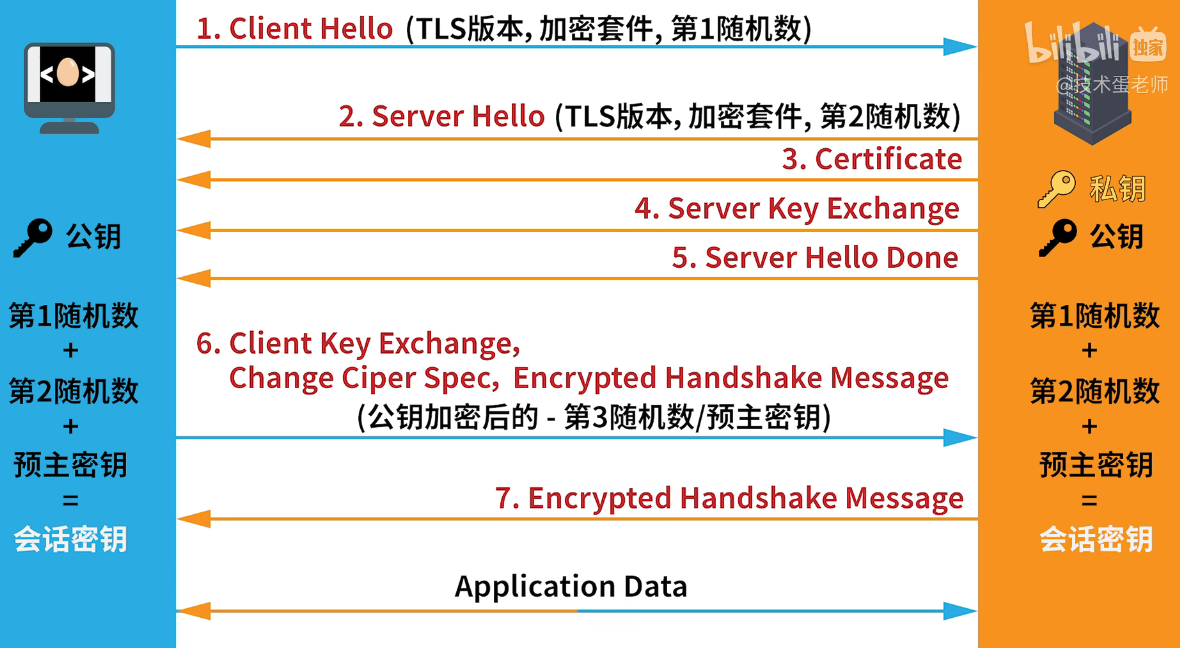 1. Client Hello (TLS版本, 加密套件, 第1随机数)
bilibili 独家
@技术蛋老师
< >
2. Server Hello (TLS版本, 加密套件, 第2随机数)
3. Certificate
私钥
4. Server Key Exchange
公钥
公钥
5. Server Hello Done
第1随机数
+
第2随机数
+
预主密钥
=
会话密钥
6. Client Key Exchange,
Change Ciper Spec, Encrypted Handshake Message
(公钥加密后的 - 第3随机数/预主密钥)
7. Encrypted Handshake Message
Application Data
第1随机数
+
第2随机数
+
预主密钥
=
会话密钥